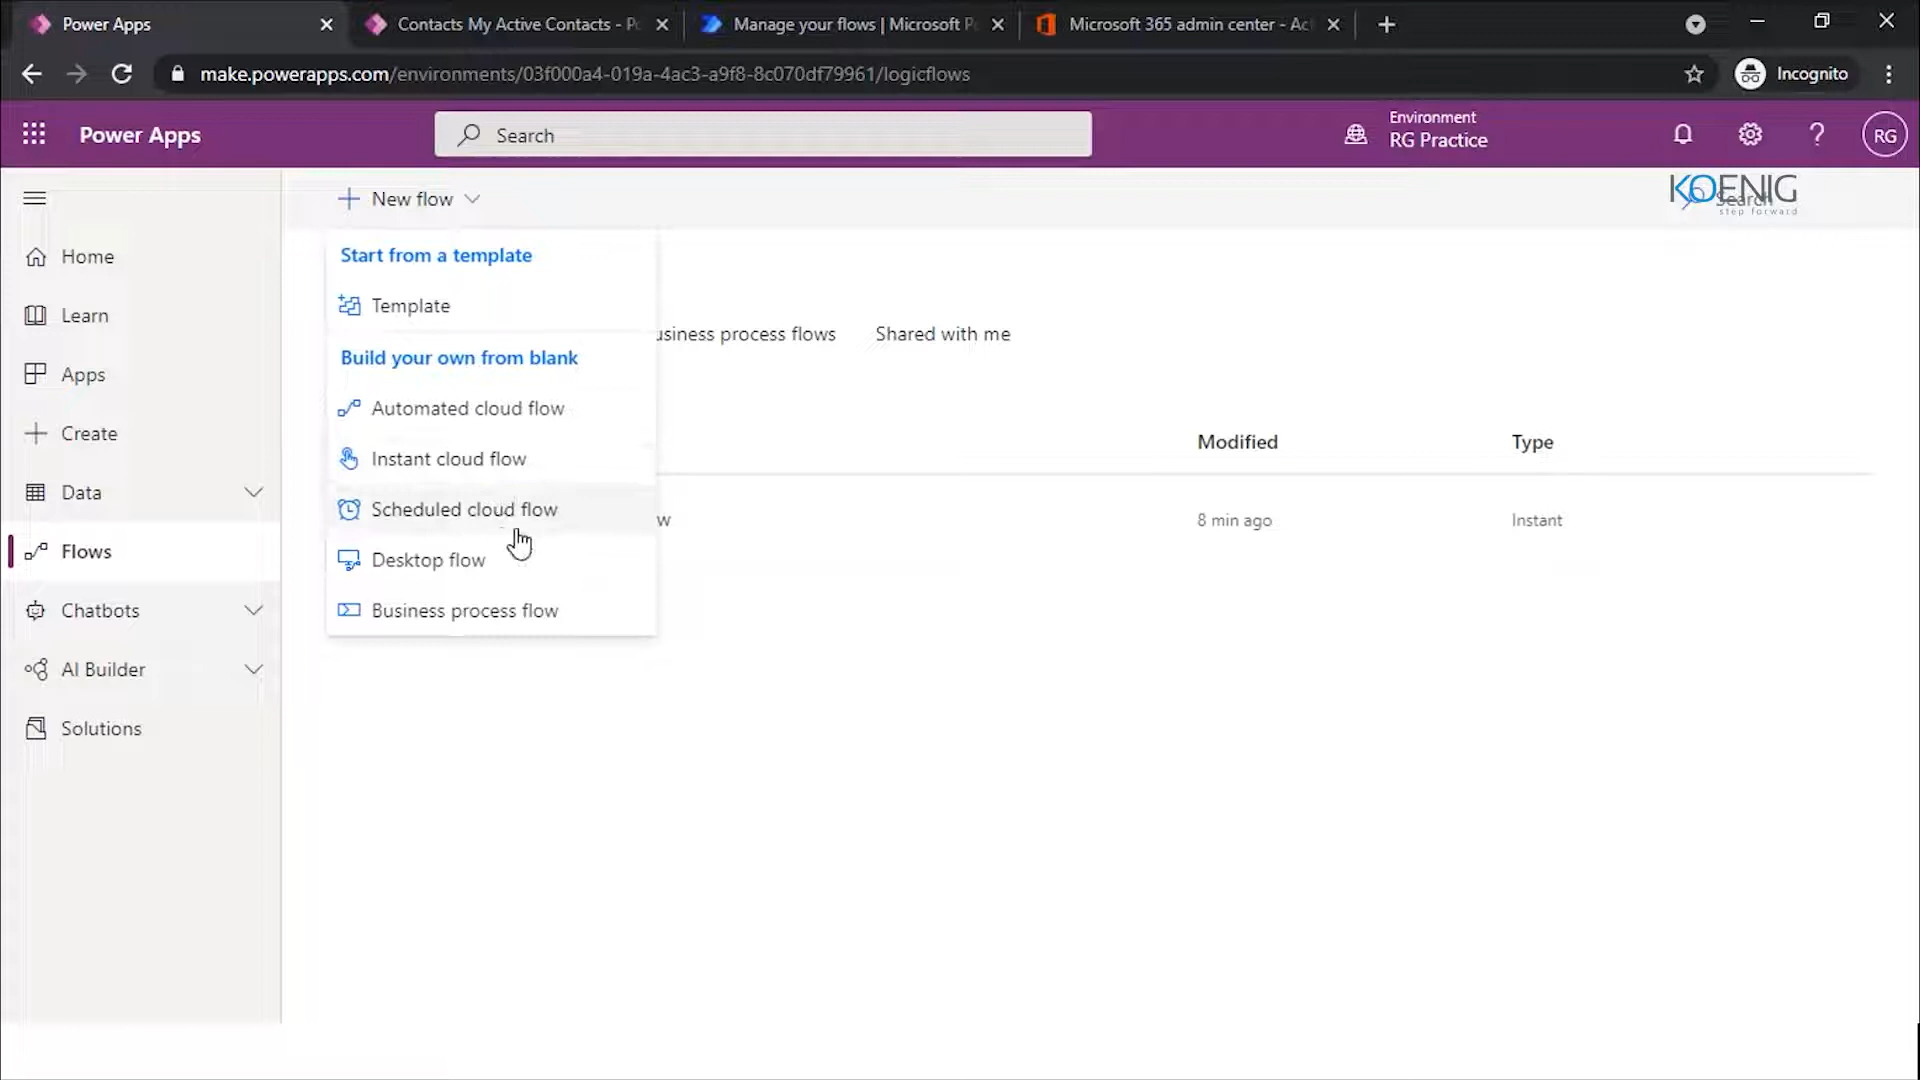 Power Apps
Contacts My Active Contacts - P
Manage your flows | Microsoft P
Microsoft 365 admin center - Ac
make.powerapps.com/environments/03f000a4-019a-4ac3-a9f8-8c070df79961/logicflows
Incognito
Power Apps
Search
Environment
RG Practice
RG
New flow
KOENIG
step forward
Search
Home
Learn
Apps
Create
Data
Flows
Chatbots
AI Builder
Solutions
Start from a template
Template
Build your own from blank
Automated cloud flow
Instant cloud flow
Scheduled cloud flow
Desktop flow
Business process flow
usiness process flows
Shared with me
Modified
Type
w
8 min ago
Instant